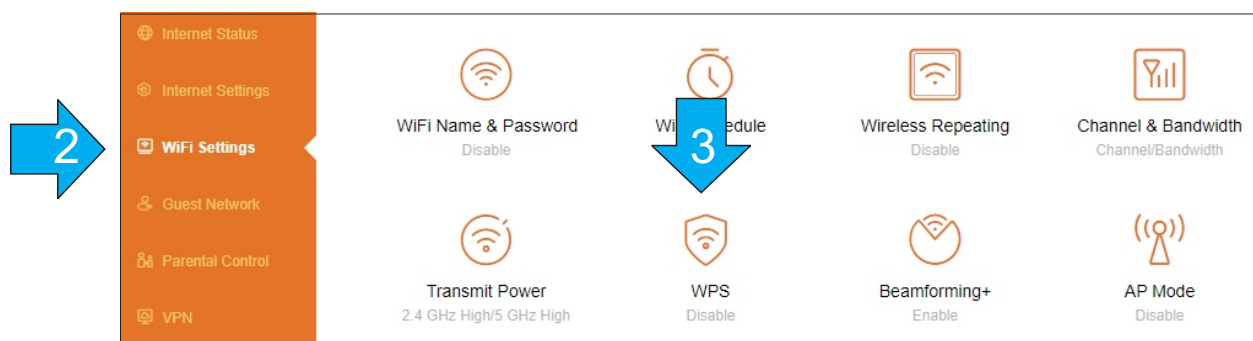 Internet Status
Internet Settings
WiFi Settings
Guest Network
Parental Control
VPN
2
WiFi Name & Password
Disable
3
Wireless Repeating
Disable
Channel & Bandwidth
Channel/Bandwidth
Transmit Power
2.4 GHz High/5 GHz High
WPS
Disable
Beamforming+
Enable
AP Mode
Disable